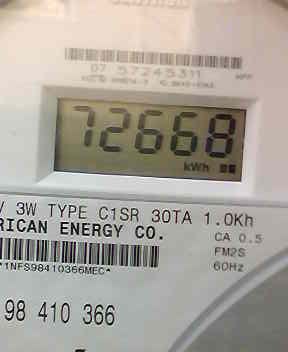 07 57245311
72668
kWh
V 3W TYPE C1SR 30TA 1.0Kh
RICAN ENERGY CO.
CA 0.5
FM2S
60Hz
*1NFS98410366MEC*
98 410 366